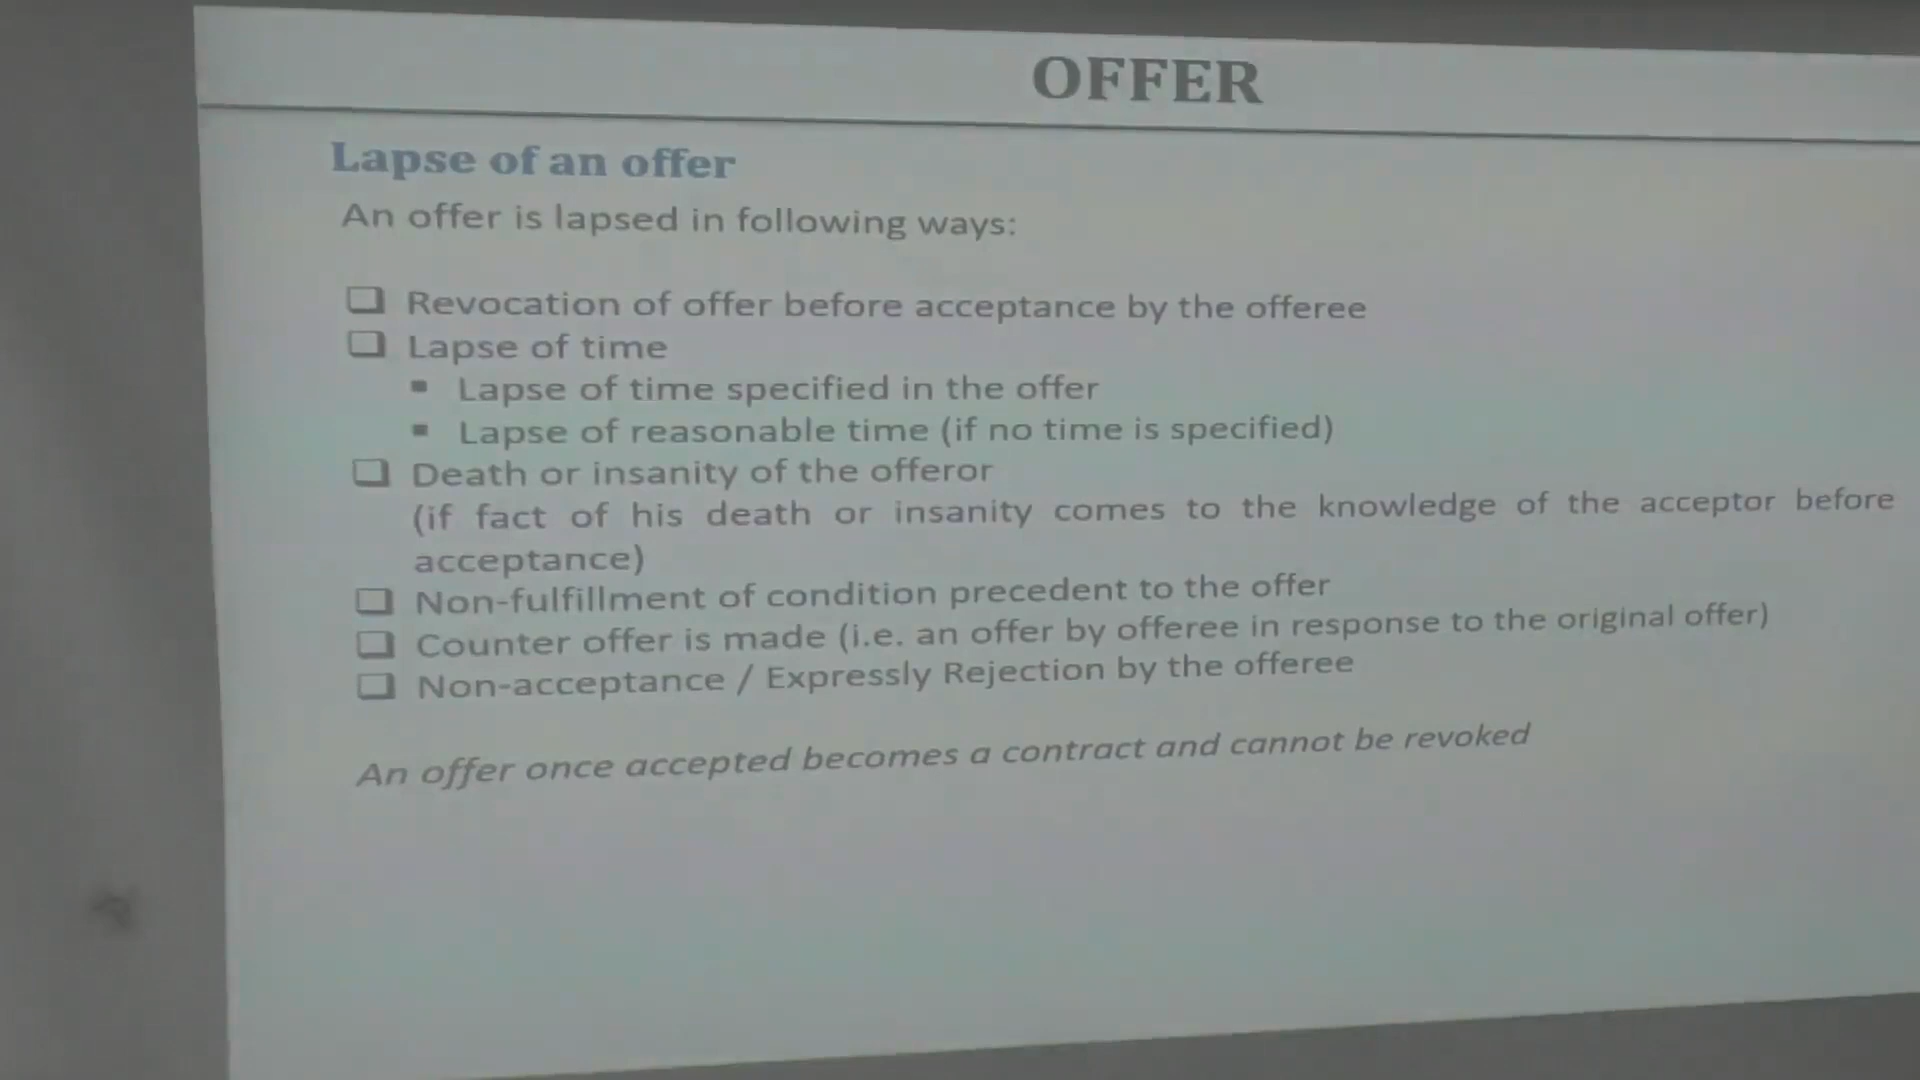 OFFER
Lapse of an offer
An offer is lapsed in following ways:
❑ Revocation of offer before acceptance by the offeree
❑ Lapse of time
▪ Lapse of time specified in the offer
▪ Lapse of reasonable time (if no time is specified)
❑ Death or insanity of the offeror
(if fact of his death or insanity comes to the knowledge of the acceptor before
acceptance)
❑ Non-fulfillment of condition precedent to the offer
❑ Counter offer is made (i.e. an offer by offeree in response to the original offer)
❑ Non-acceptance / Expressly Rejection by the offeree
An offer once accepted becomes a contract and cannot be revoked